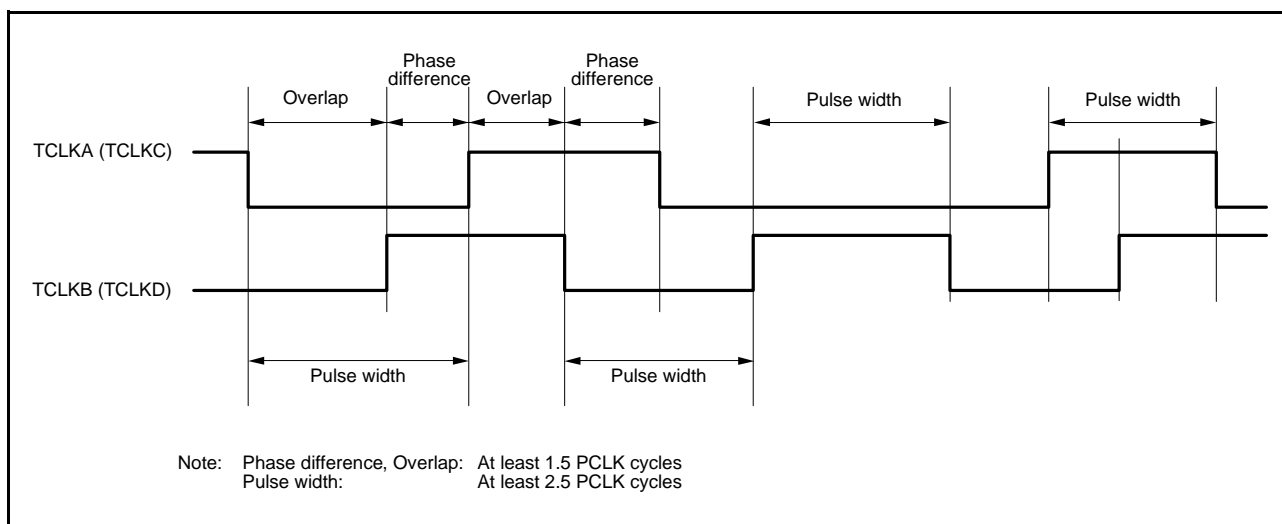 Phase
difference
Phase
difference
Overlap
Overlap
Pulse width
Pulse width
TCLKA (TCLKC)
TCLKB (TCLKD)
Pulse width
Pulse width
Note: Phase difference, Overlap: At least 1.5 PCLK cycles
Pulse width: At least 2.5 PCLK cycles